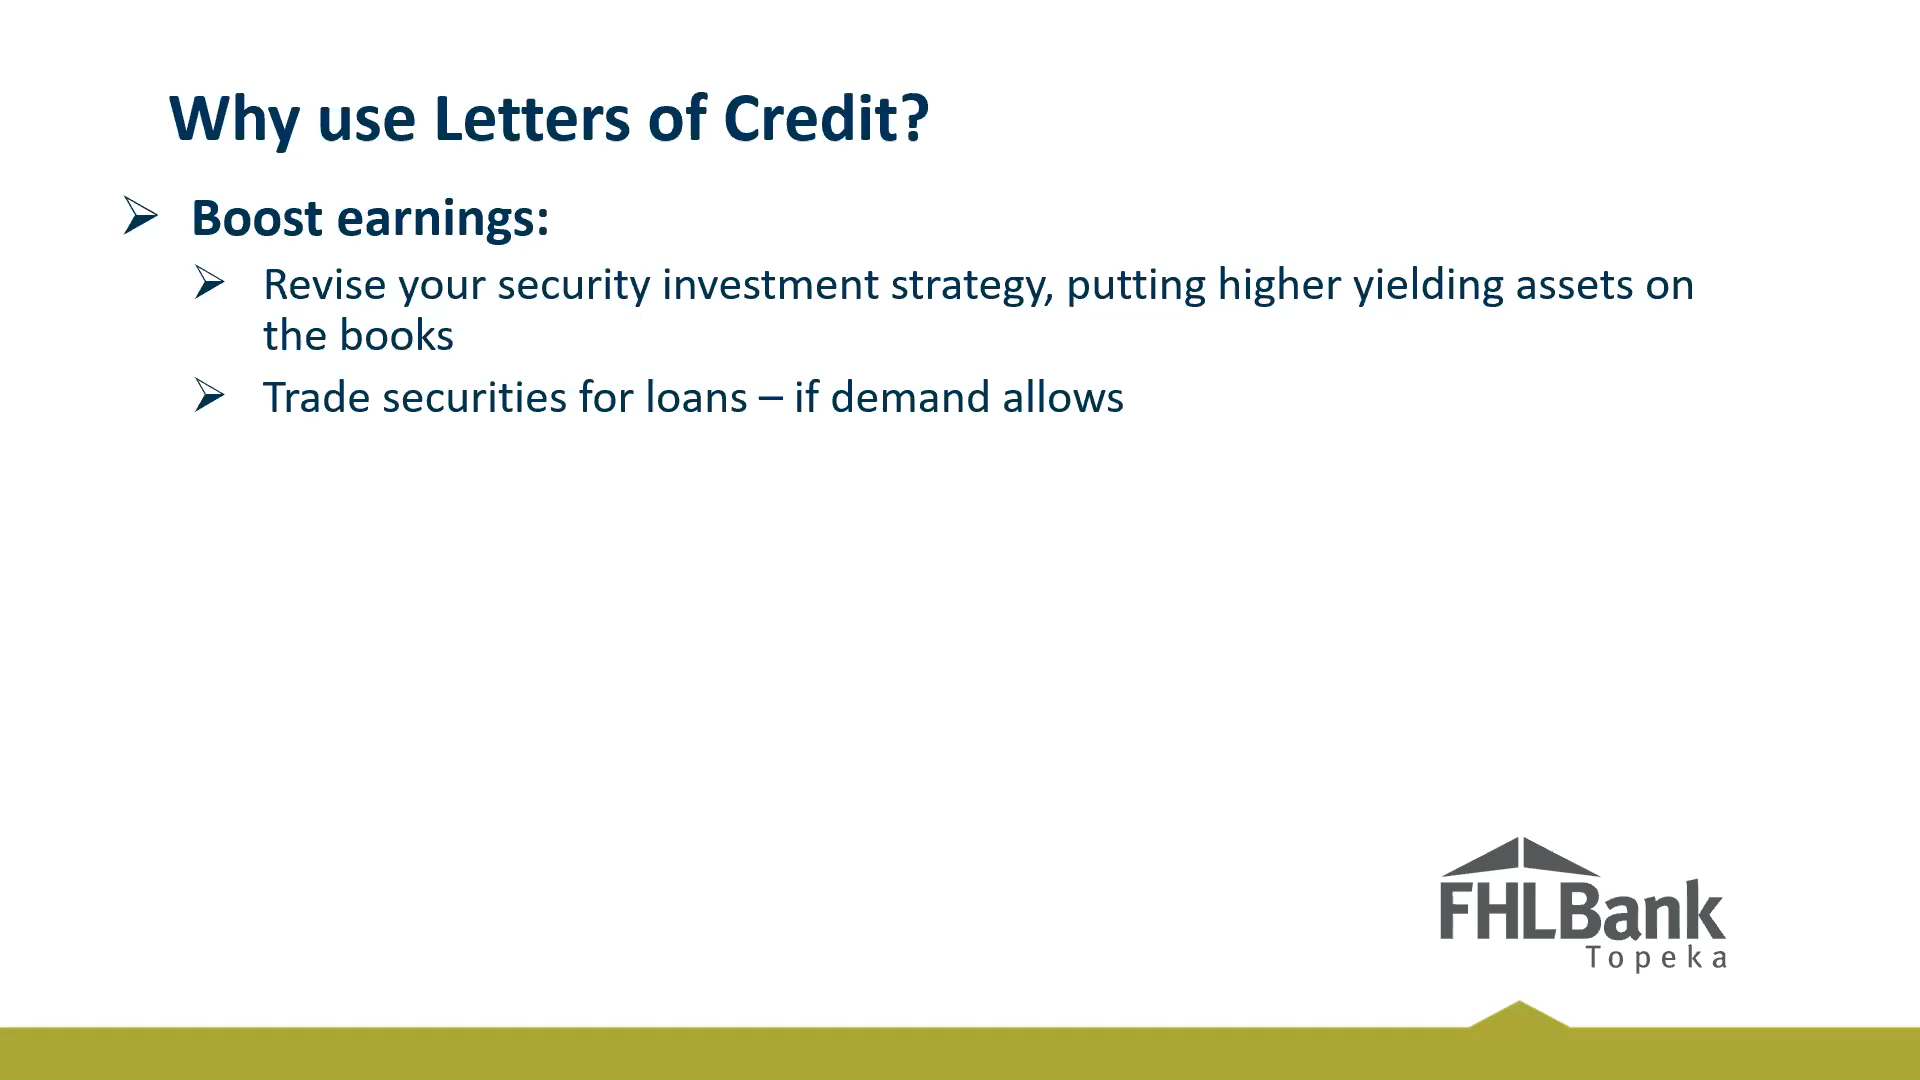 Why use Letters of Credit?
Boost earnings:
Revise your security investment strategy, putting higher yielding assets on
the books
Trade securities for loans – if demand allows
FHLBank
Topeka